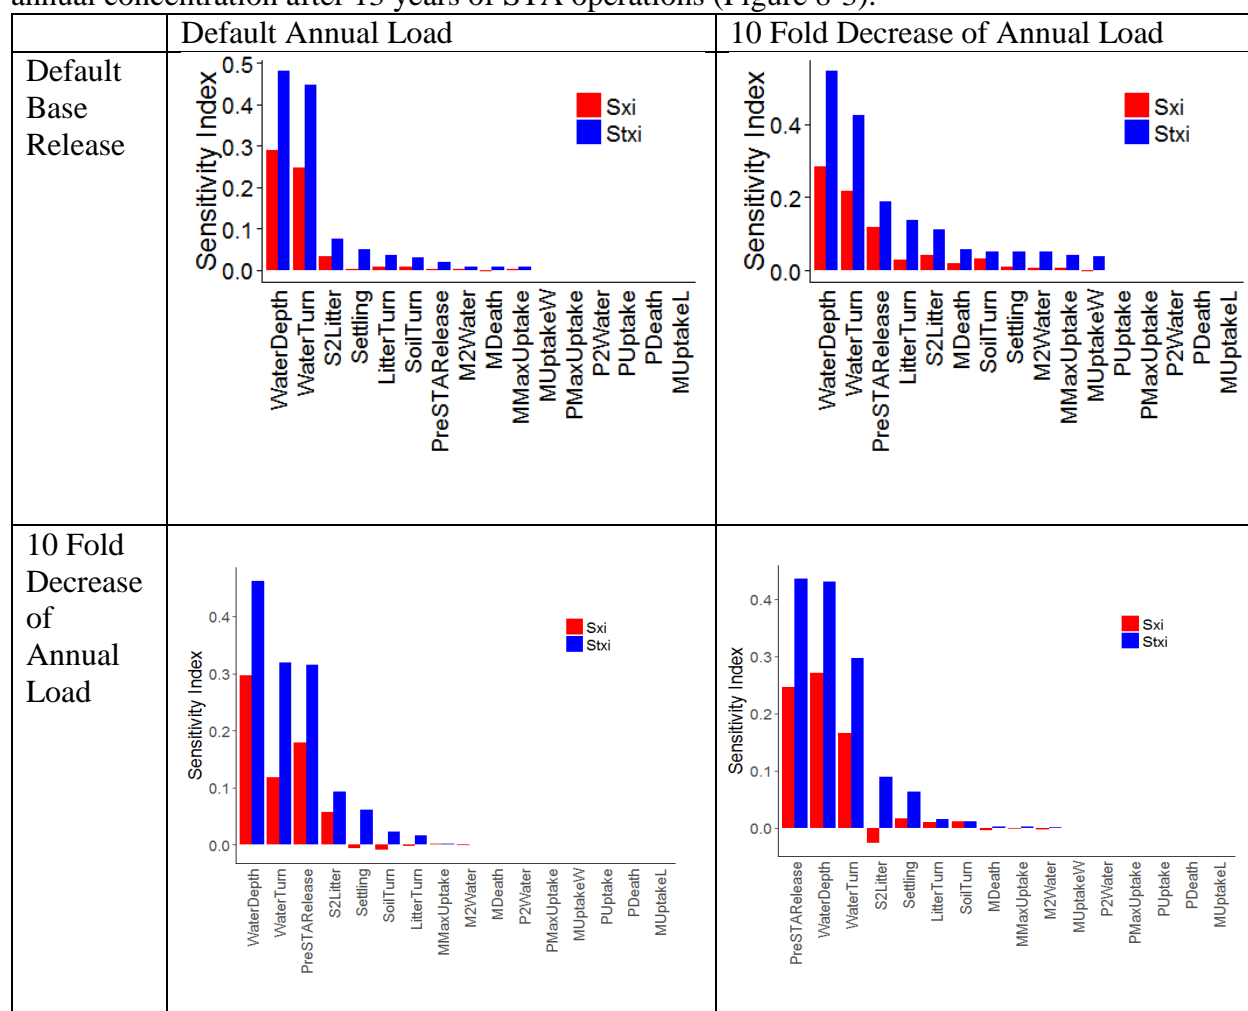 annual concentration after 15 years of STA operations (Figure 8-3).
Default Annual Load
10 Fold Decrease of Annual Load
Default
Base
Release
Sensitivity Index
0.5
0.4
0.3
0.2
0.1
0.0
Sxi
Stxi
WaterDepth
WaterTurn
S2Litter
Settling
LitterTurn
SoilTurn
PreSTARelease
M2Water
MDeath
MMaxUptake
MUptakeW
PMaxUptake
P2Water
PUptake
PDeath
MUptakeL
Sensitivity Index
0.4
0.2
0.0
Sxi
Stxi
WaterDepth
WaterTurn
PreSTARelease
LitterTurn
S2Litter
MDeath
SoilTurn
Settling
M2Water
MMaxUptake
MUptakeW
PUptake
PMaxUptake
P2Water
PDeath
MUptakeL
10 Fold
Decrease
of
Annual
Load
Sensitivity Index
0.4
0.3
0.2
0.1
0.0
Sxi
Stxi
WaterDepth
WaterTurn
PreSTARelease
S2Litter
Settling
SoilTurn
LitterTurn
MMaxUptake
M2Water
MDeath
P2Water
PMaxUptake
MUptakeW
PUptake
PDeath
MUptakeL
Sensitivity Index
0.4
0.3
0.2
0.1
0.0
Sxi
Stxi
PreSTARelease
WaterDepth
WaterTurn
S2Litter
Settling
LitterTurn
SoilTurn
MDeath
MMaxUptake
M2Water
MUptakeW
P2Water
PMaxUptake
PUptake
PDeath
MUptakeL